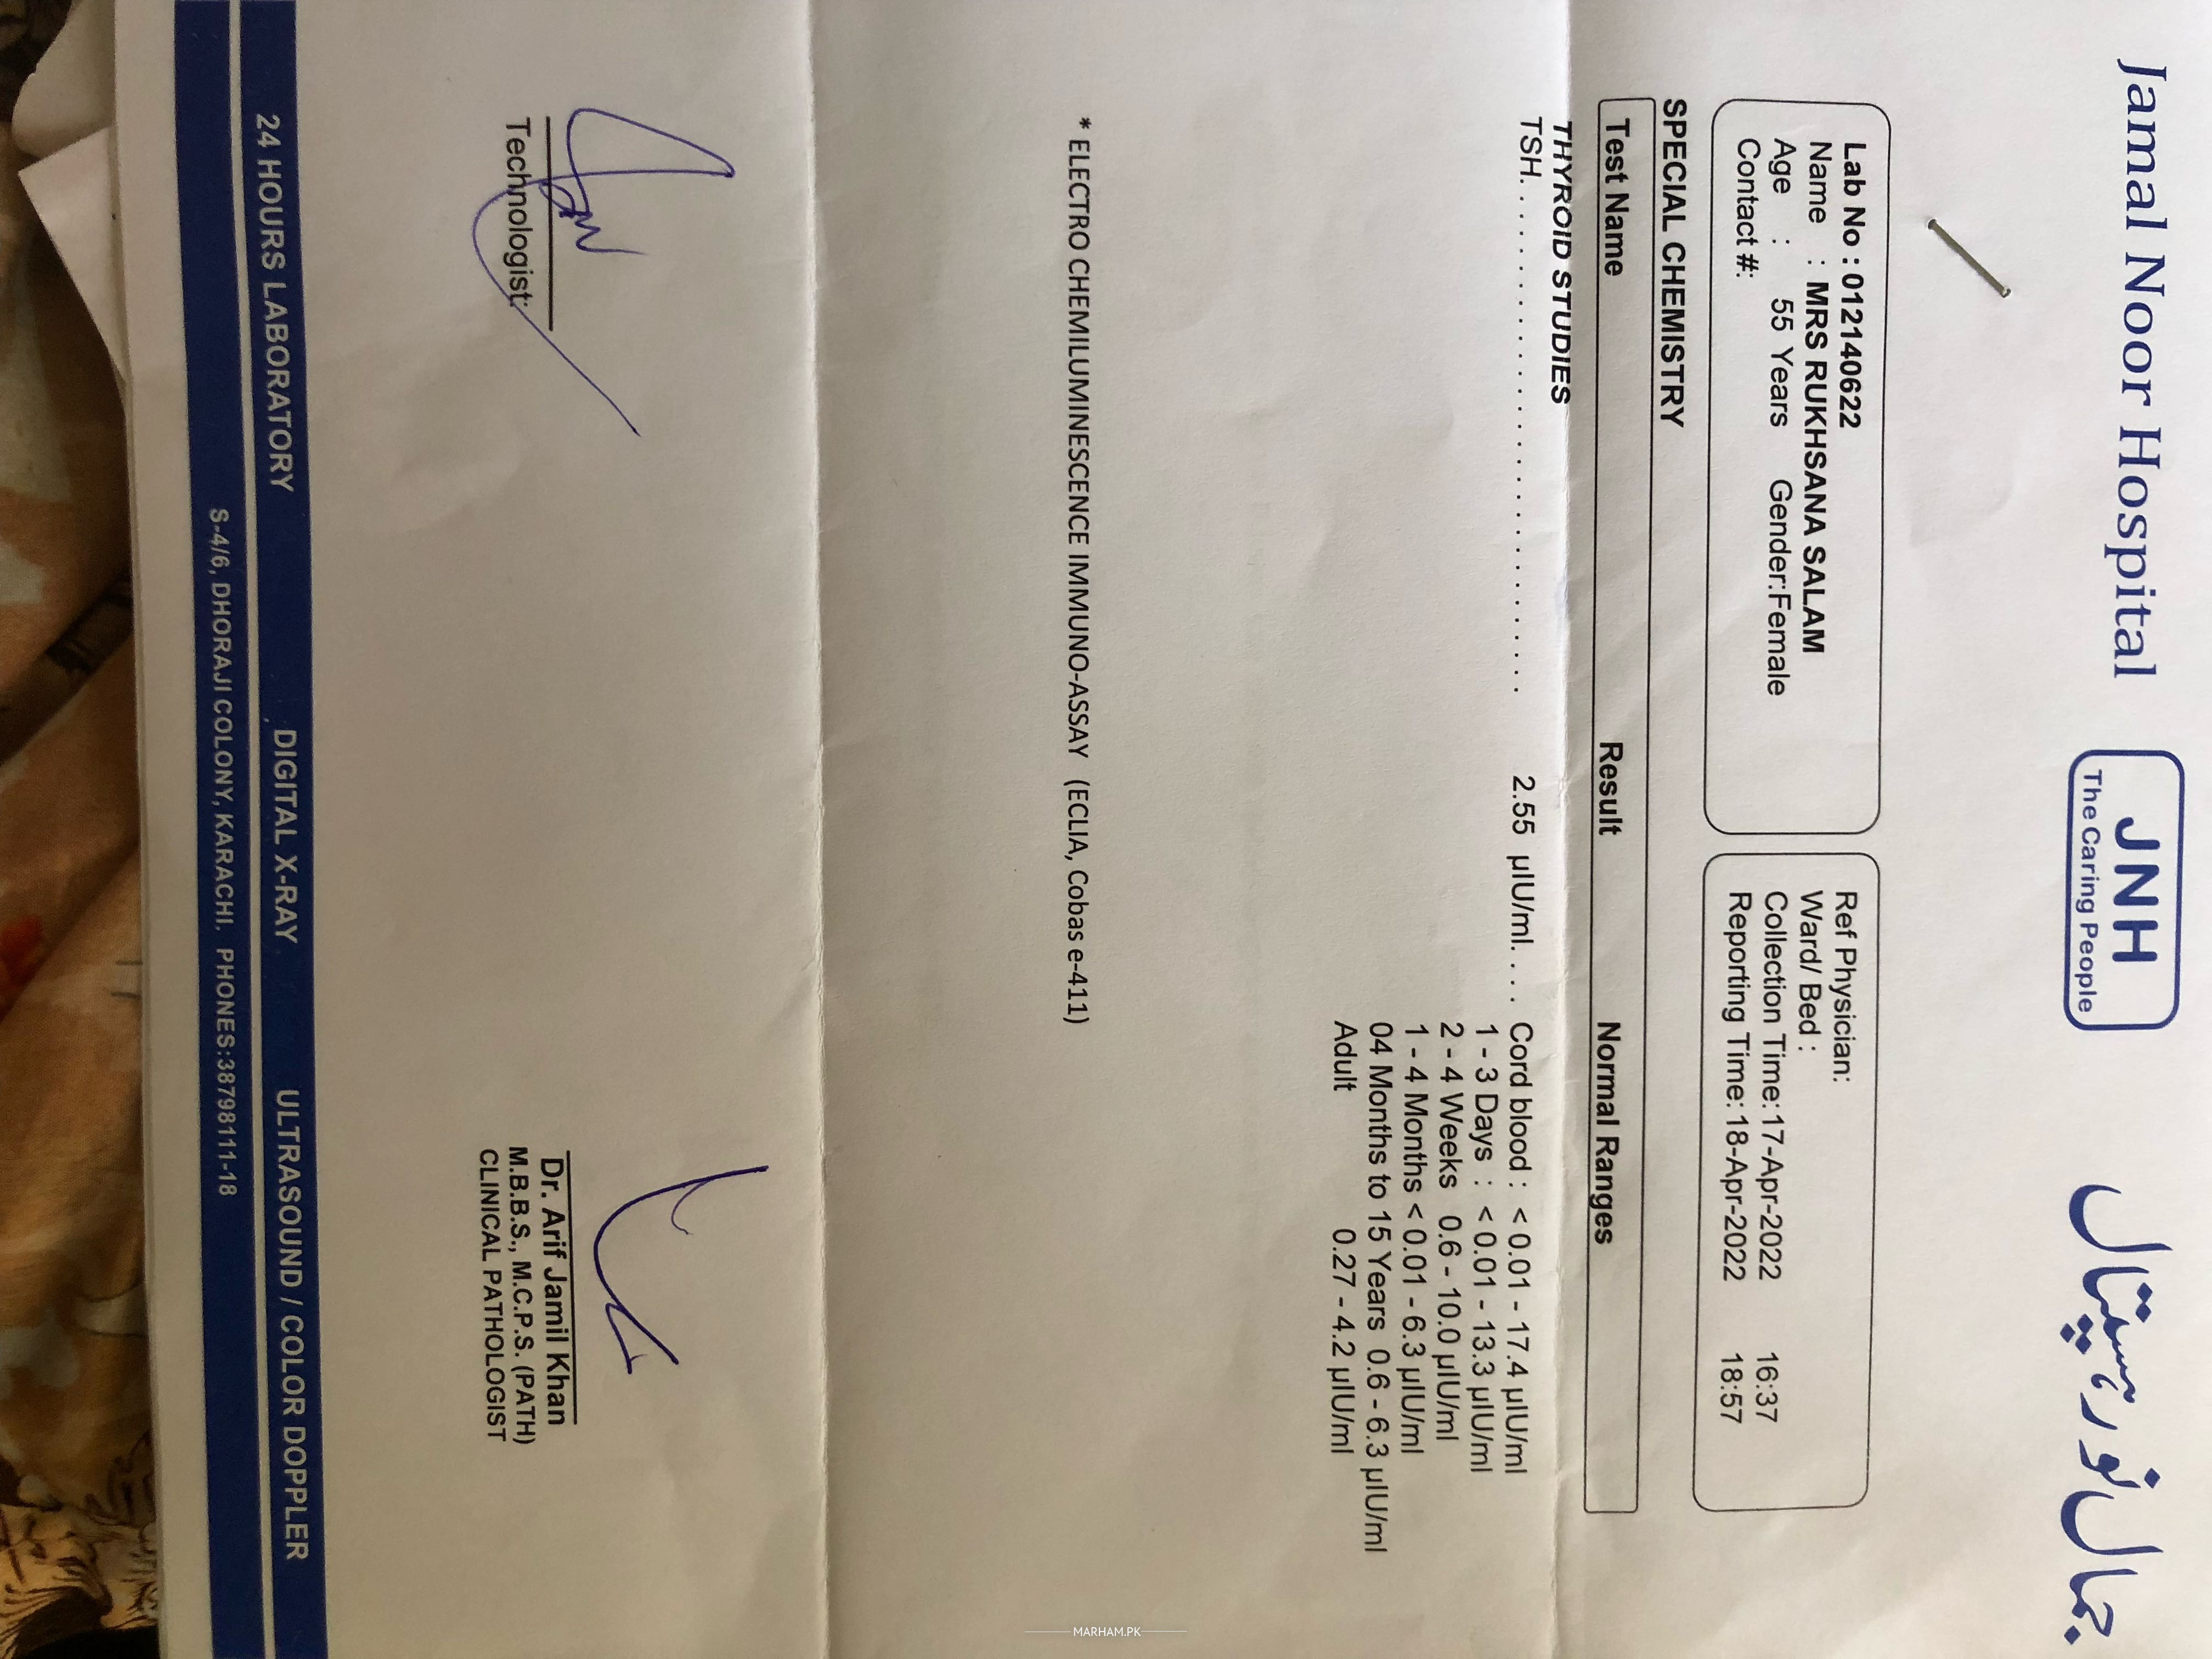 Jamal Noor Hospital
JNH
The Caring People
جمال نور ہسپتال
Lab No : 012140622
Name : MRS RUKHSANA SALAM
Age : 55 Years Gender:Female
Contact #:
Ref Physician:
Ward/ Bed :
Collection Time:17-Apr-2022 16:37
Reporting Time:18-Apr-2022 18:57
SPECIAL CHEMISTRY
Test Name Result Normal Ranges
THYROID STUDIES
TSH. . . . . . . . . . . . . . . . . . . . . . . . . . . . . . . . 2.55 µIU/ml. . . . Cord blood : < 0.01 - 17.4 µIU/ml
1 - 3 Days : < 0.01 - 13.3 µIU/ml
2 - 4 Weeks 0.6 - 10.0 µIU/ml
1 - 4 Months < 0.01 - 6.3 µIU/ml
04 Months to 15 Years 0.6 - 6.3 µIU/ml
Adult 0.27 - 4.2 µIU/ml
* ELECTRO CHEMILUMINESCENCE IMMUNO-ASSAY (ECLIA, Cobas e-411)
Technologist:
Dr. Arif Jamil Khan
M.B.B.S., M.C.P.S. (PATH)
CLINICAL PATHOLOGIST
24 HOURS LABORATORY DIGITAL X-RAY ULTRASOUND / COLOR DOPPLER
S-4/6, DHORAJI COLONY, KARACHI. PHONES:38798111-18
MARHAM.PK